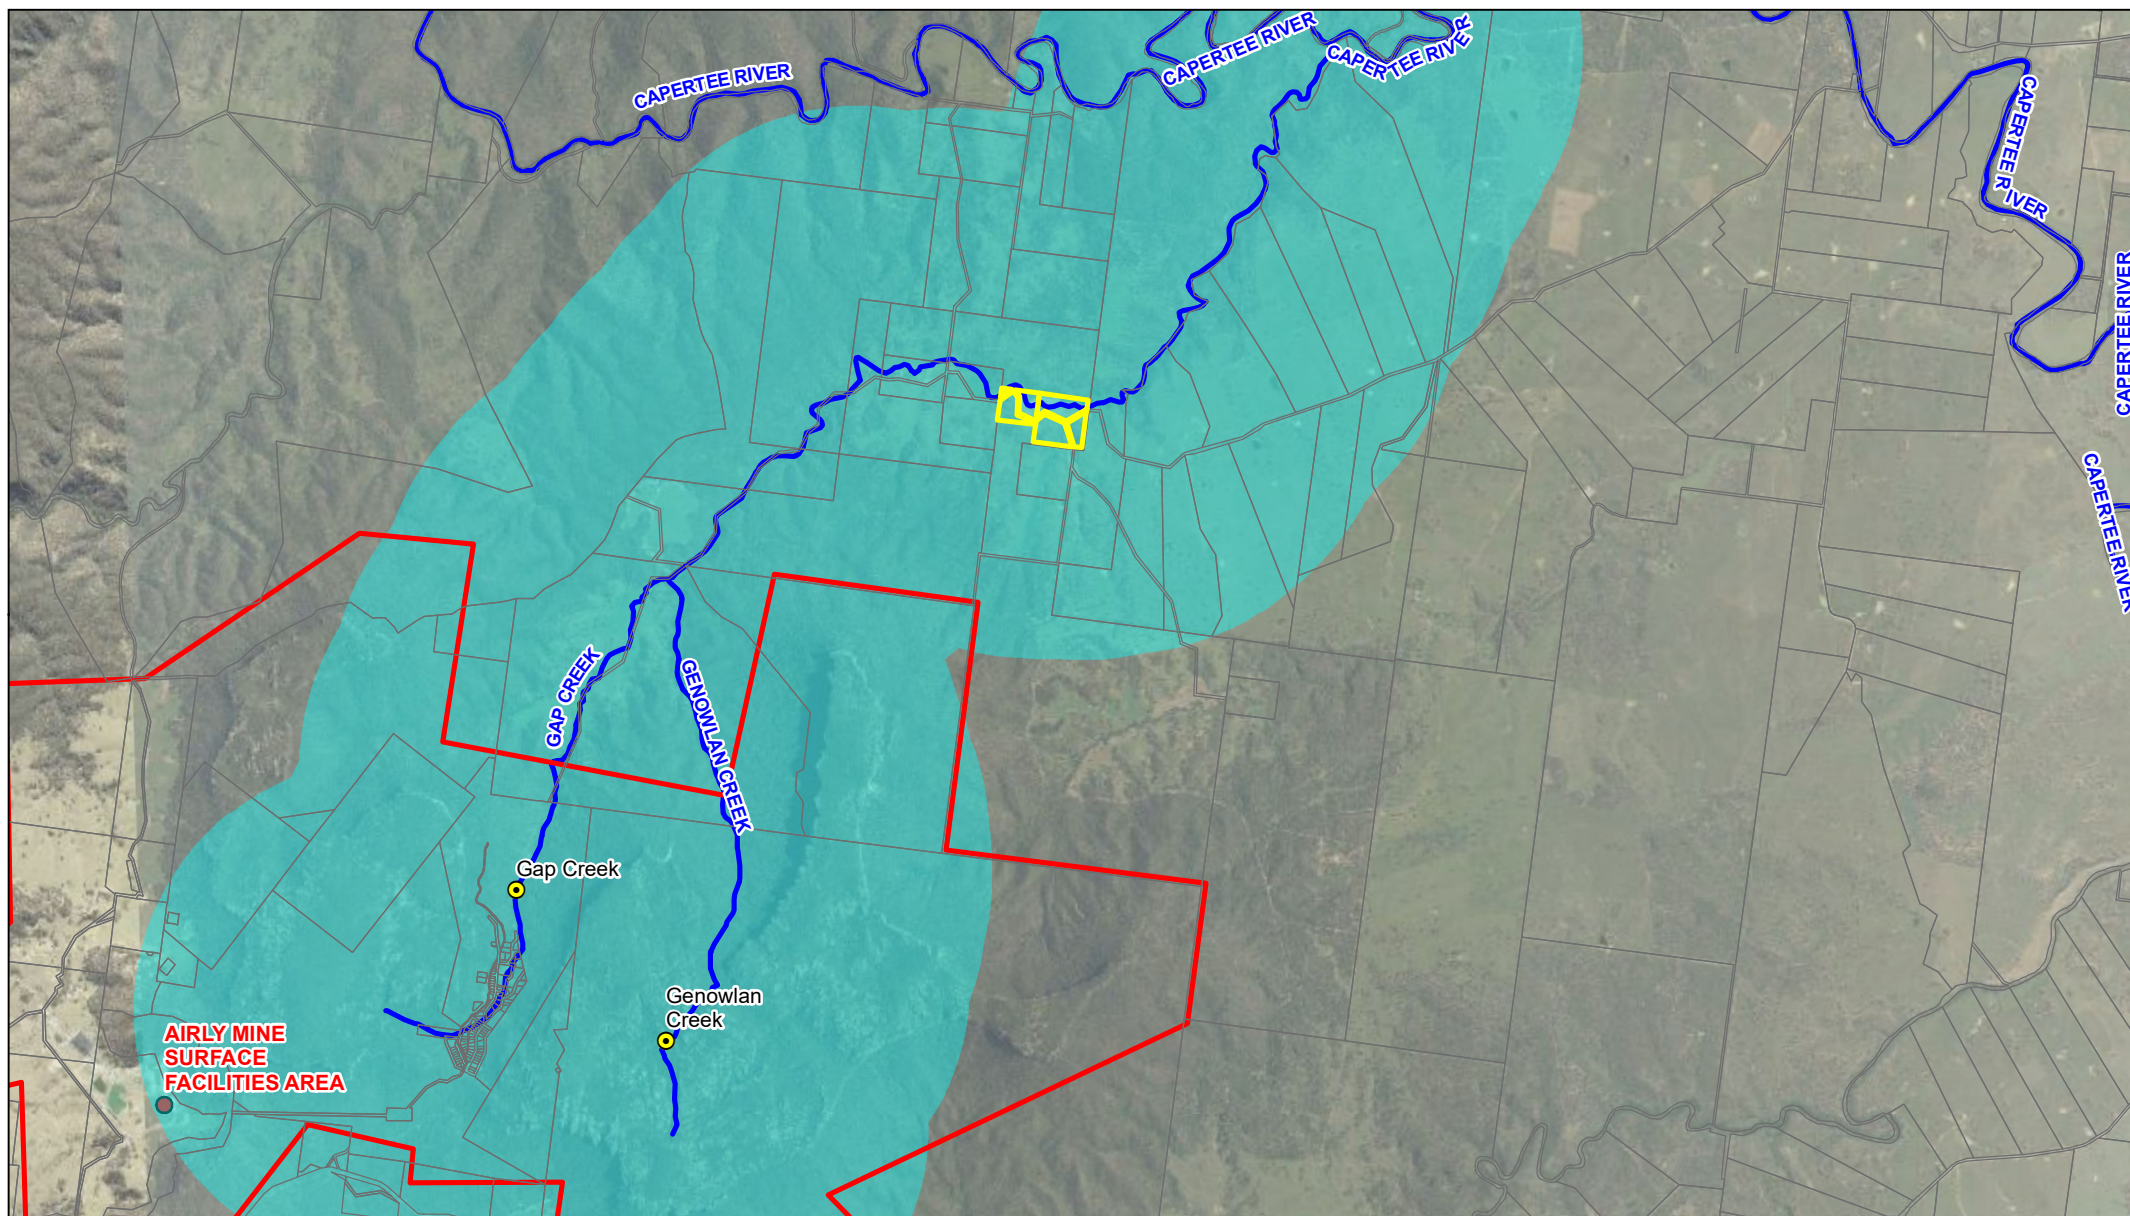 CAPERTEE RIVER
CAPERTEE RIVER
CAPERTEE RIVER
CAPERTEE RIVER
CAPERTEE RIVER
CAPERTEE RIVER
GAP CREEK
GENOWLAN CREEK
Gap Creek
Genowlan
Creek
AIRLY MINE
SURFACE
FACILITIES AREA